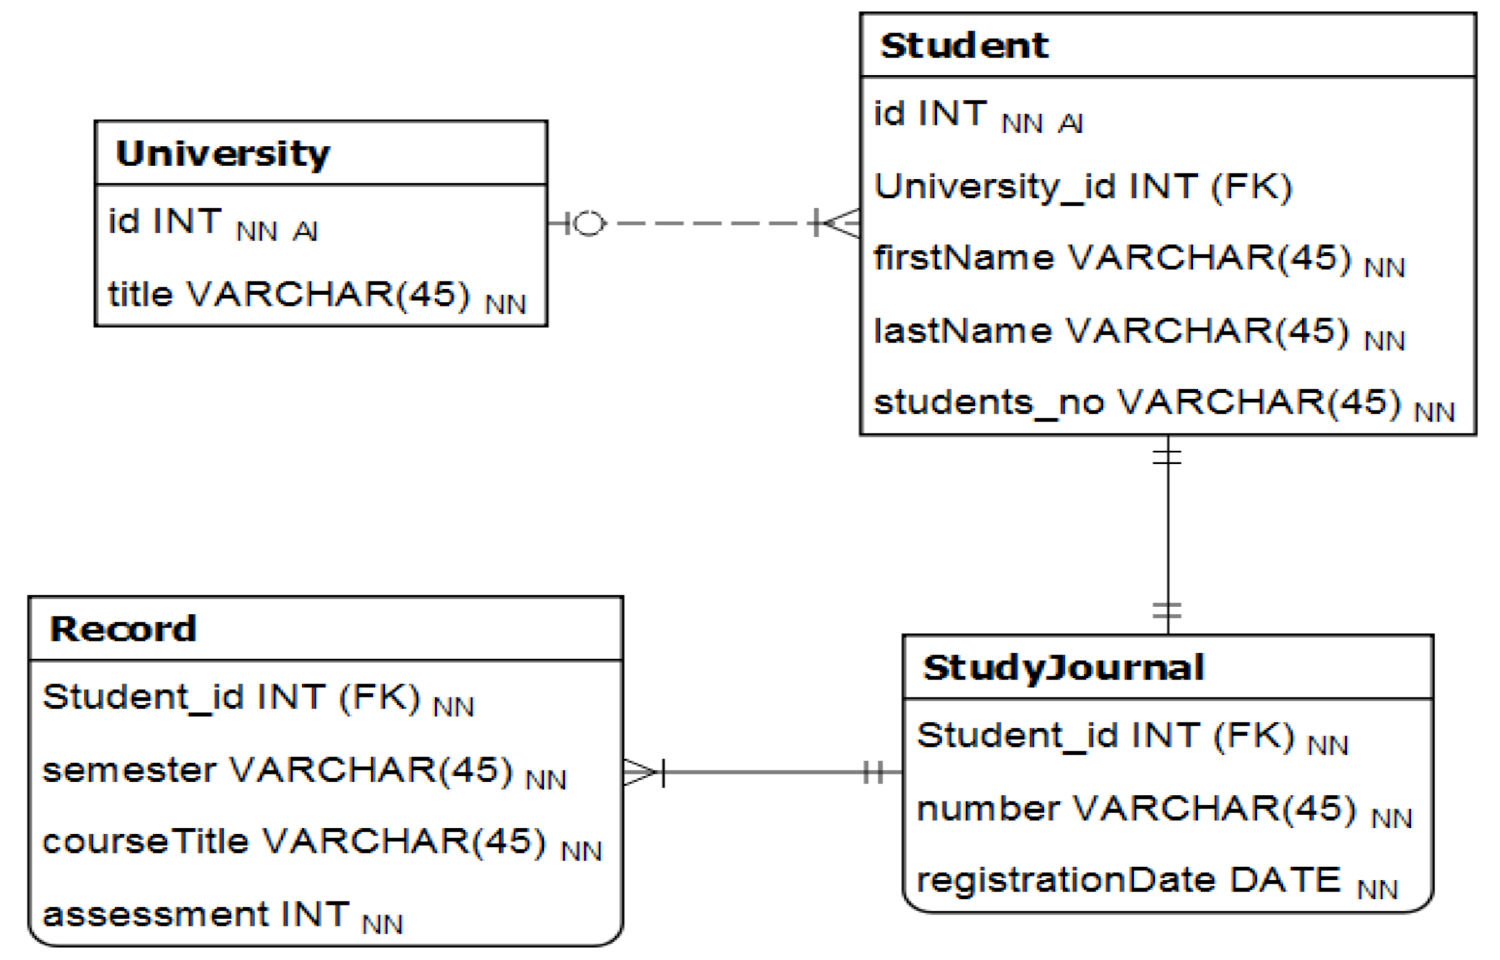 University
id INT NN AI
title VARCHAR(45) NN
Student
id INT NN AI
University_id INT (FK)
firstName VARCHAR(45) NN
lastName VARCHAR(45) NN
students_no VARCHAR(45) NN
Record
Student_id INT (FK) NN
semester VARCHAR(45) NN
courseTitle VARCHAR(45) NN
assessment INT NN
StudyJournal
Student_id INT (FK) NN
number VARCHAR(45) NN
registrationDate DATE NN